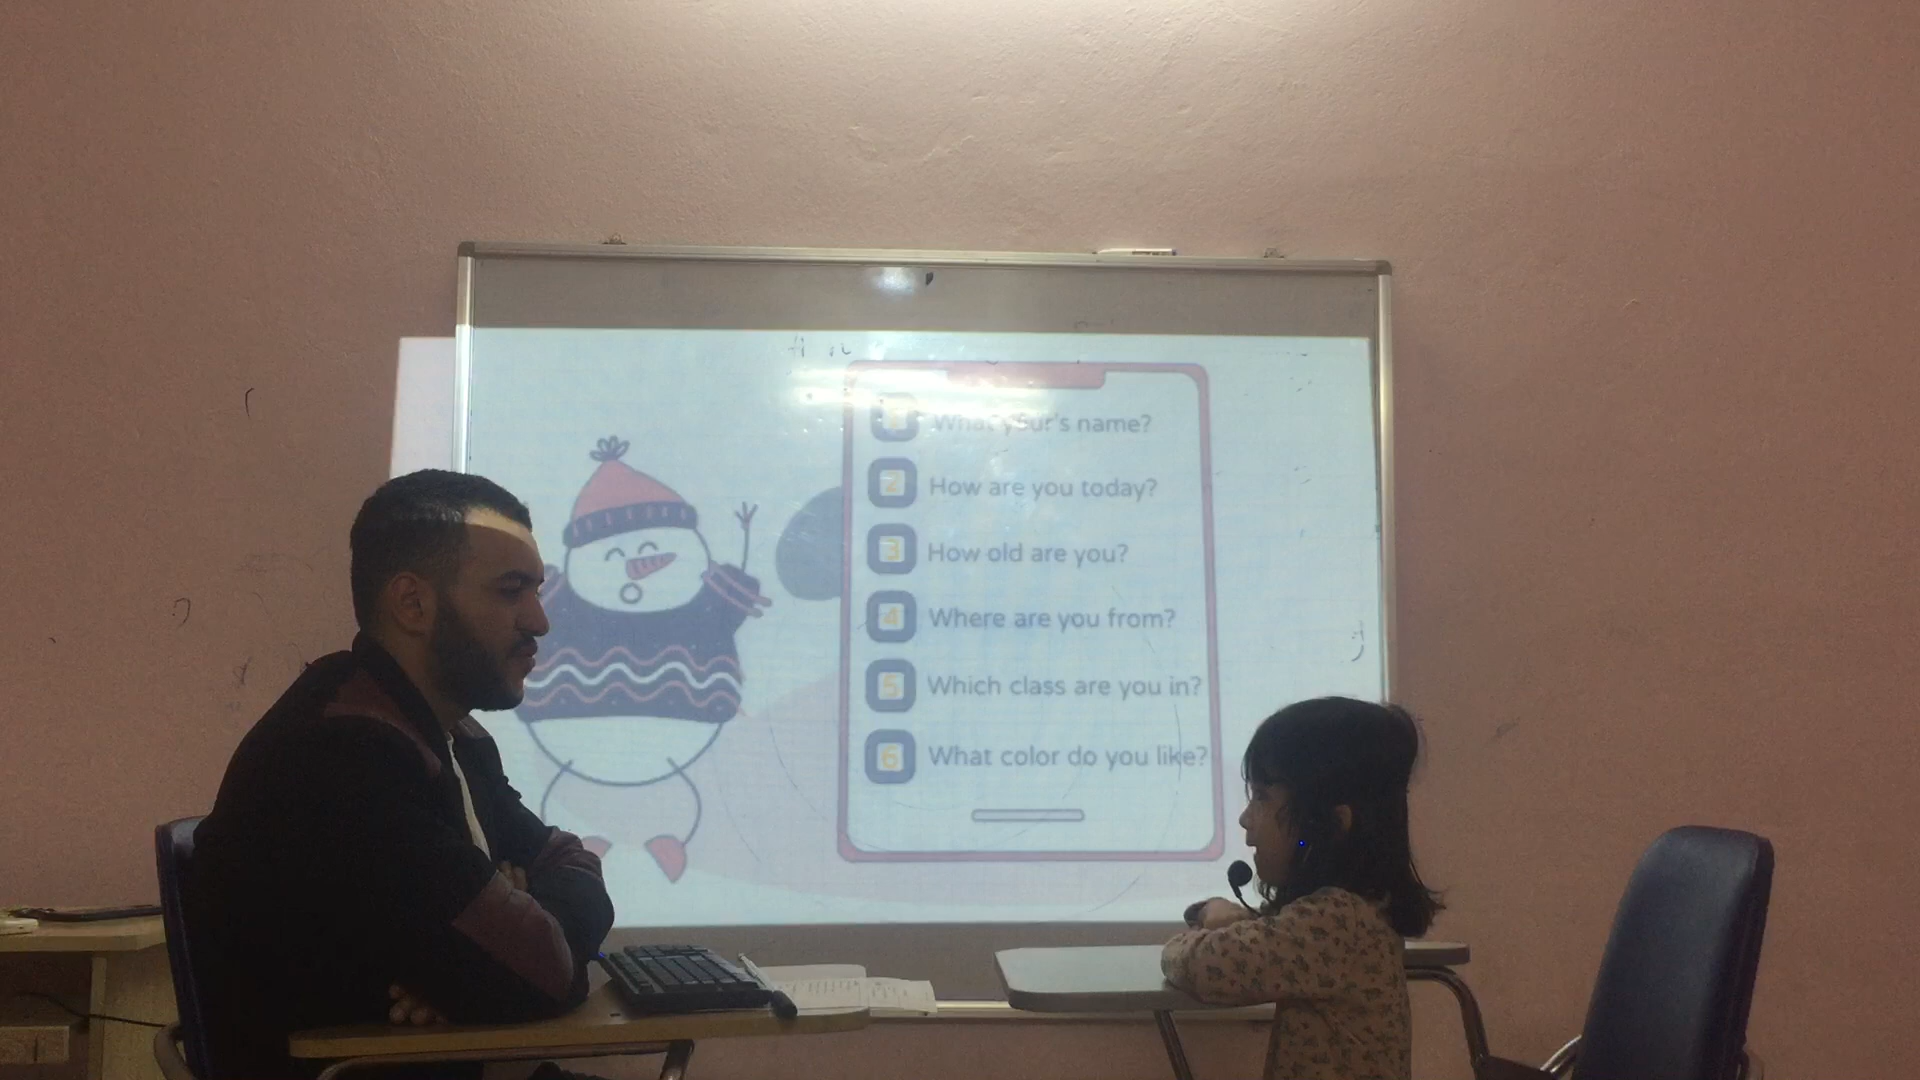 What your's name?
2 How are you today?
3 How old are you?
4 Where are you from?
5 Which class are you in?
6 What color do you like?